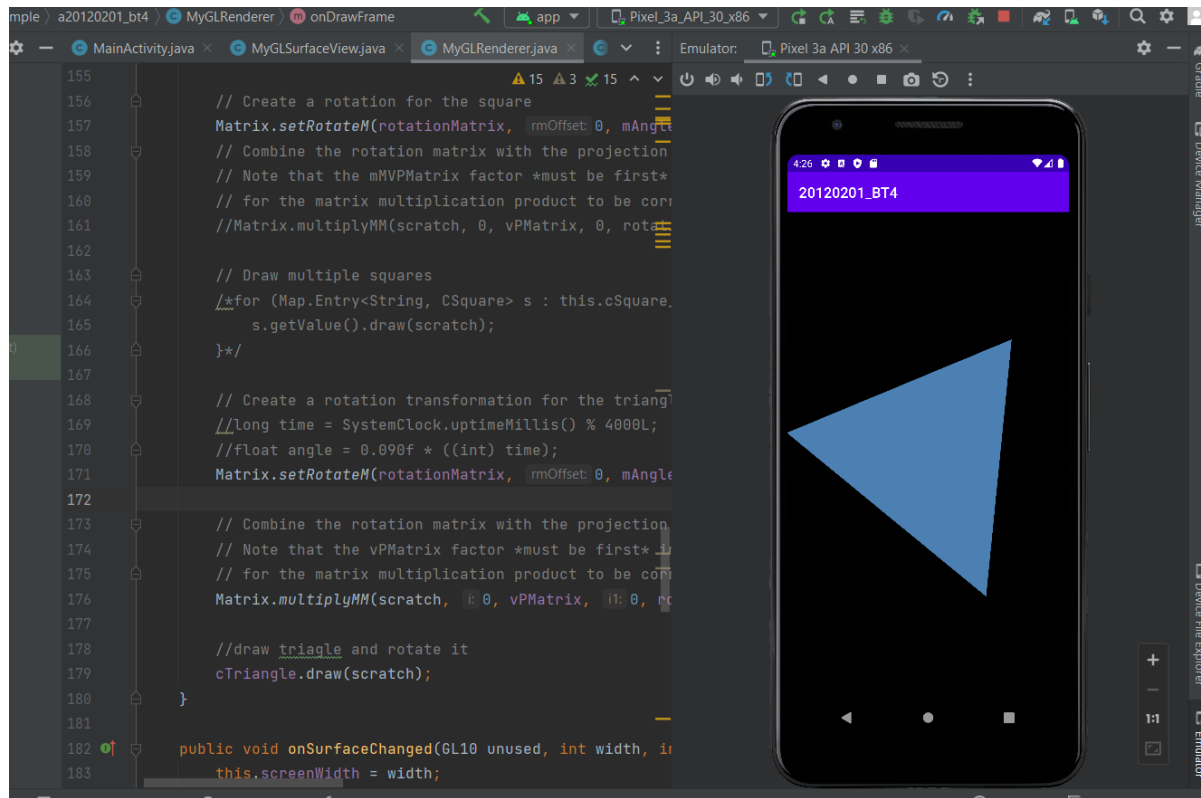 mple a20120201_bt4 MyGLRenderer onDrawFrame app Pixel_3a_API_30_x86
MainActivity.java MyGLSurfaceView.java MyGLRenderer.java Emulator: Pixel 3a API 30 x86
155 15 3 15
156 // Create a rotation for the square
157 Matrix.setRotateM(rotationMatrix, rmOffset: 0, mAngle
158 // Combine the rotation matrix with the projection
159 // Note that the mMVPMatrix factor *must be first*
160 // for the matrix multiplication product to be corr
161 //Matrix.multiplyMM(scratch, 0, vPMatrix, 0, rotat
162
163 // Draw multiple squares
164 /*for (Map.Entry<String, CSquare> s : this.cSquare_
165 s.getValue().draw(scratch);
166 }*/
167
168 // Create a rotation transformation for the triangl
169 //long time = SystemClock.uptimeMillis() % 4000L;
170 //float angle = 0.090f * ((int) time);
171 Matrix.setRotateM(rotationMatrix, rmOffset: 0, mAngle
172
173 // Combine the rotation matrix with the projection
174 // Note that the vPMatrix factor *must be first* i
175 // for the matrix multiplication product to be corr
176 Matrix.multiplyMM(scratch, i: 0, vPMatrix, i1: 0, ro
177
178 //draw triagle and rotate it
179 cTriangle.draw(scratch);
180 }
181
182 public void onSurfaceChanged(GL10 unused, int width, in
183 this.screenWidth = width;
4:26
20120201_BT4
1:1
Gradle
Device Manager
Device File Explorer
Emulator